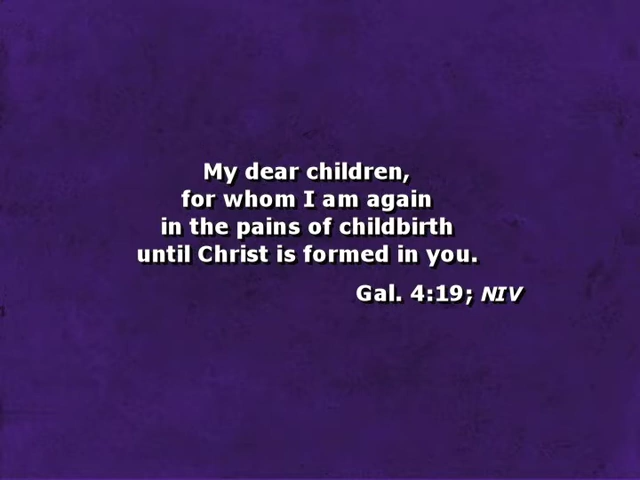 My dear children,
for whom I am again
in the pains of childbirth
until Christ is formed in you.
Gal. 4:19; NIV